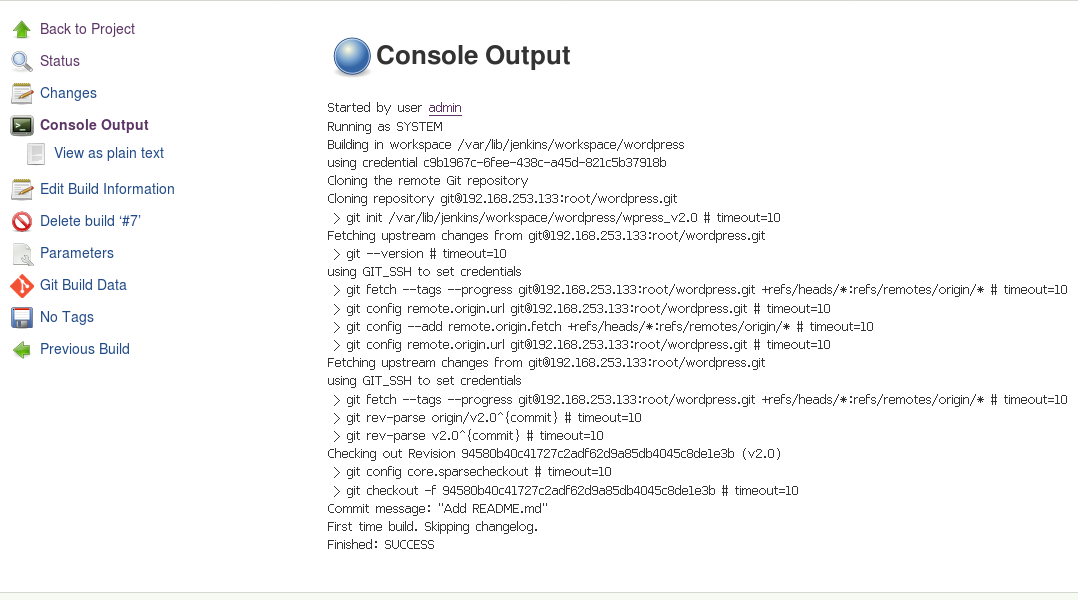 Back to Project
Status
Changes
Console Output
View as plain text
Edit Build Information
Delete build ‘#7’
Parameters
Git Build Data
No Tags
Previous Build
Console Output
Started by user admin
Running as SYSTEM
Building in workspace /var/lib/jenkins/workspace/wordpress
using credential c9b1967c-6fee-438c-a45d-821c5b37918b
Cloning the remote Git repository
Cloning repository git@192.168.253.133:root/wordpress.git
> git init /var/lib/jenkins/workspace/wordpress/wpress_v2.0 # timeout=10
Fetching upstream changes from git@192.168.253.133:root/wordpress.git
> git --version # timeout=10
using GIT_SSH to set credentials
> git fetch --tags --progress git@192.168.253.133:root/wordpress.git +refs/heads/*:refs/remotes/origin/* # timeout=10
> git config remote.origin.url git@192.168.253.133:root/wordpress.git # timeout=10
> git config --add remote.origin.fetch +refs/heads/*:refs/remotes/origin/* # timeout=10
> git config remote.origin.url git@192.168.253.133:root/wordpress.git # timeout=10
Fetching upstream changes from git@192.168.253.133:root/wordpress.git
using GIT_SSH to set credentials
> git fetch --tags --progress git@192.168.253.133:root/wordpress.git +refs/heads/*:refs/remotes/origin/* # timeout=10
> git rev-parse origin/v2.0^{commit} # timeout=10
> git rev-parse v2.0^{commit} # timeout=10
Checking out Revision 94580b40c41727c2adf62d9a85db4045c8de1e3b (v2.0)
> git config core.sparsecheckout # timeout=10
> git checkout -f 94580b40c41727c2adf62d9a85db4045c8de1e3b # timeout=10
Commit message: "Add README.md"
First time build. Skipping changelog.
Finished: SUCCESS